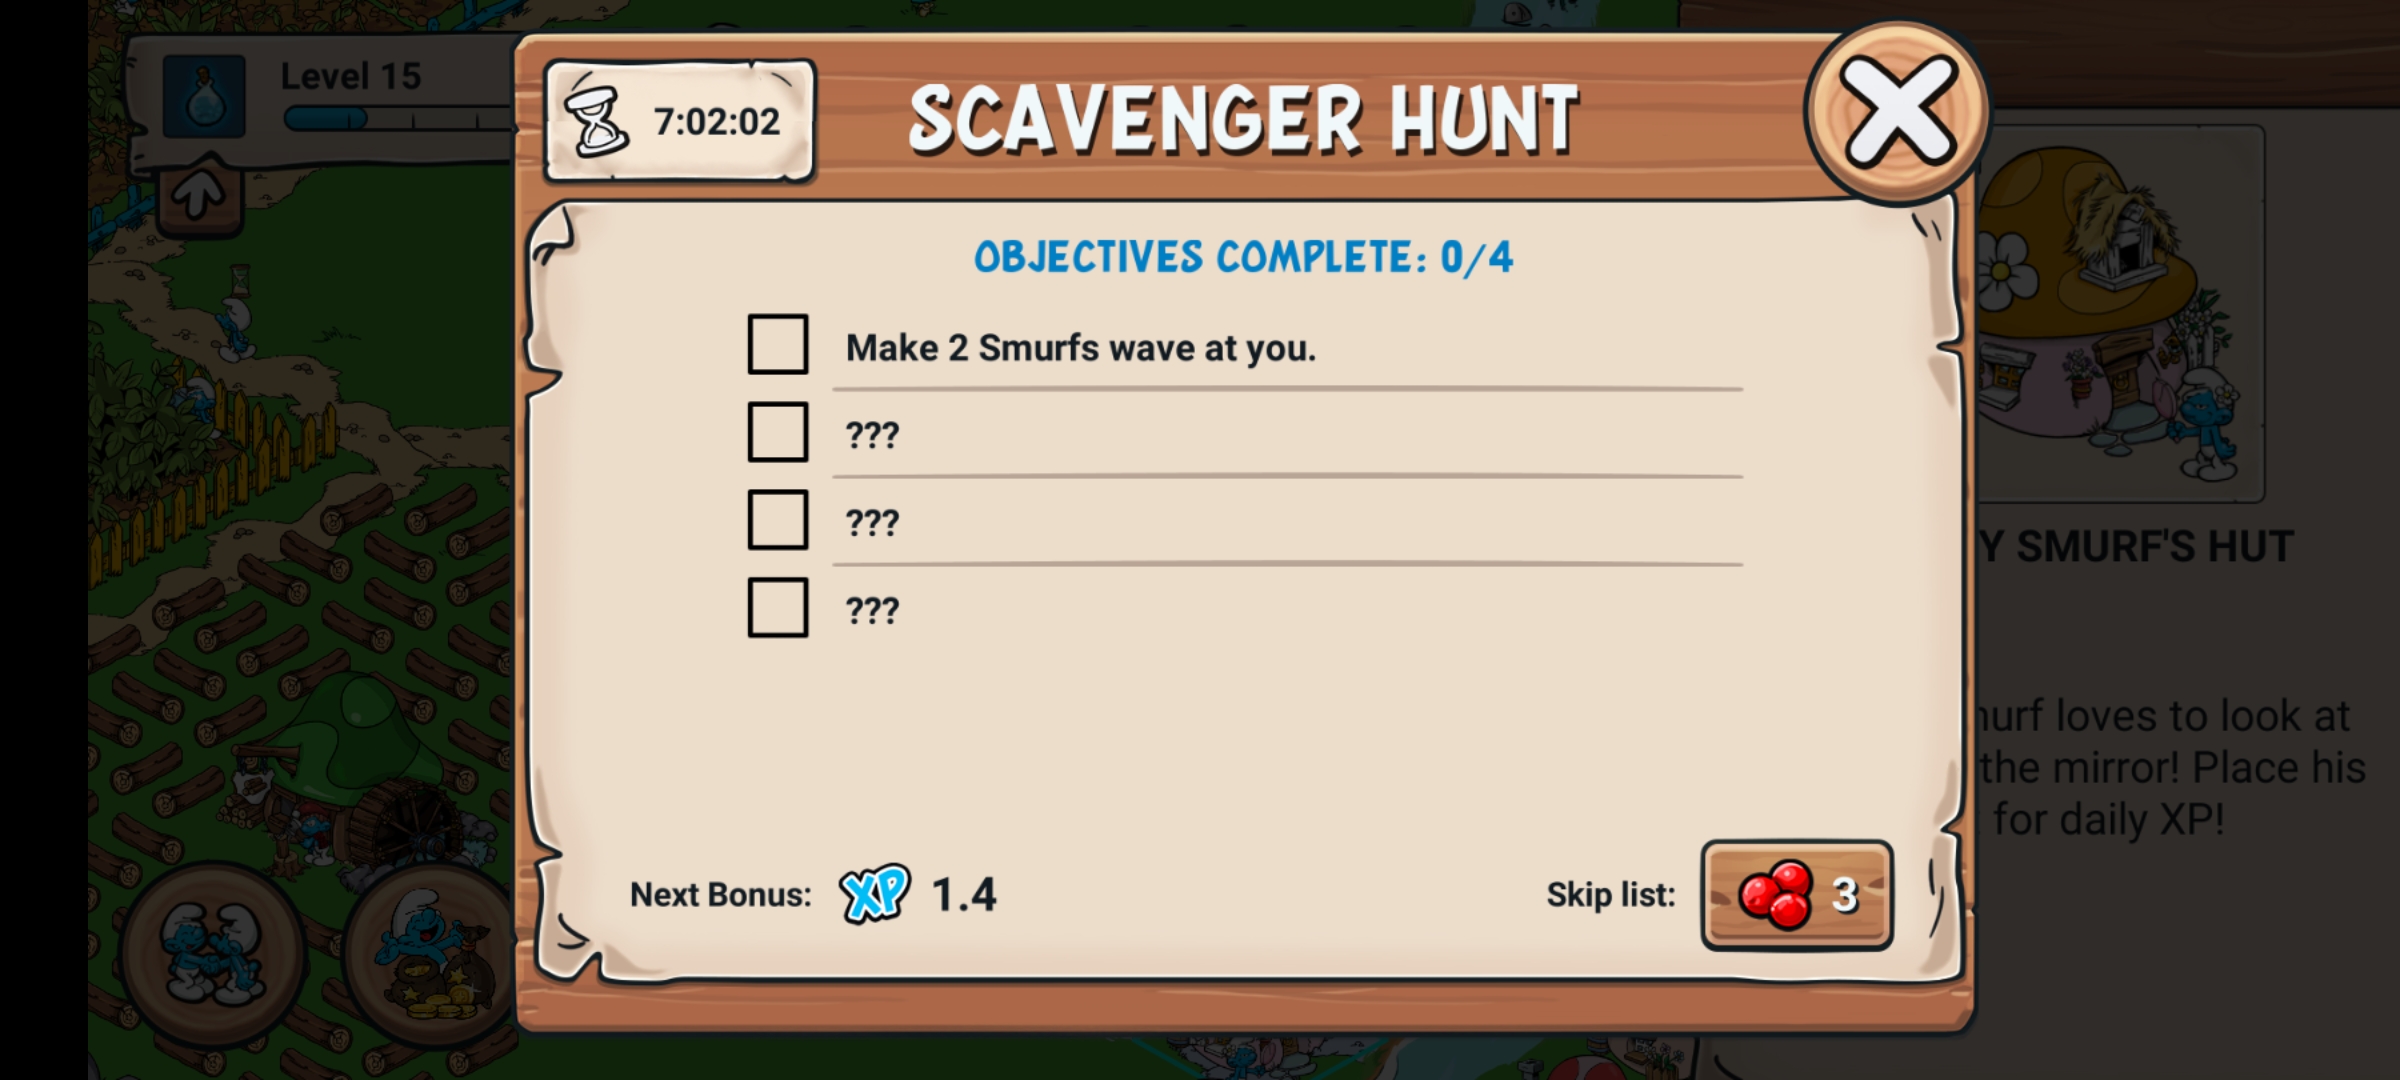 Level 15
7:02:02
SCAVENGER HUNT
OBJECTIVES COMPLETE: 0/4
Make 2 Smurfs wave at you.
???
???
???
Next Bonus: XP 1.4
Skip list: 3
Y SMURF'S HUT
murf loves to look at
the mirror! Place his
for daily XP!